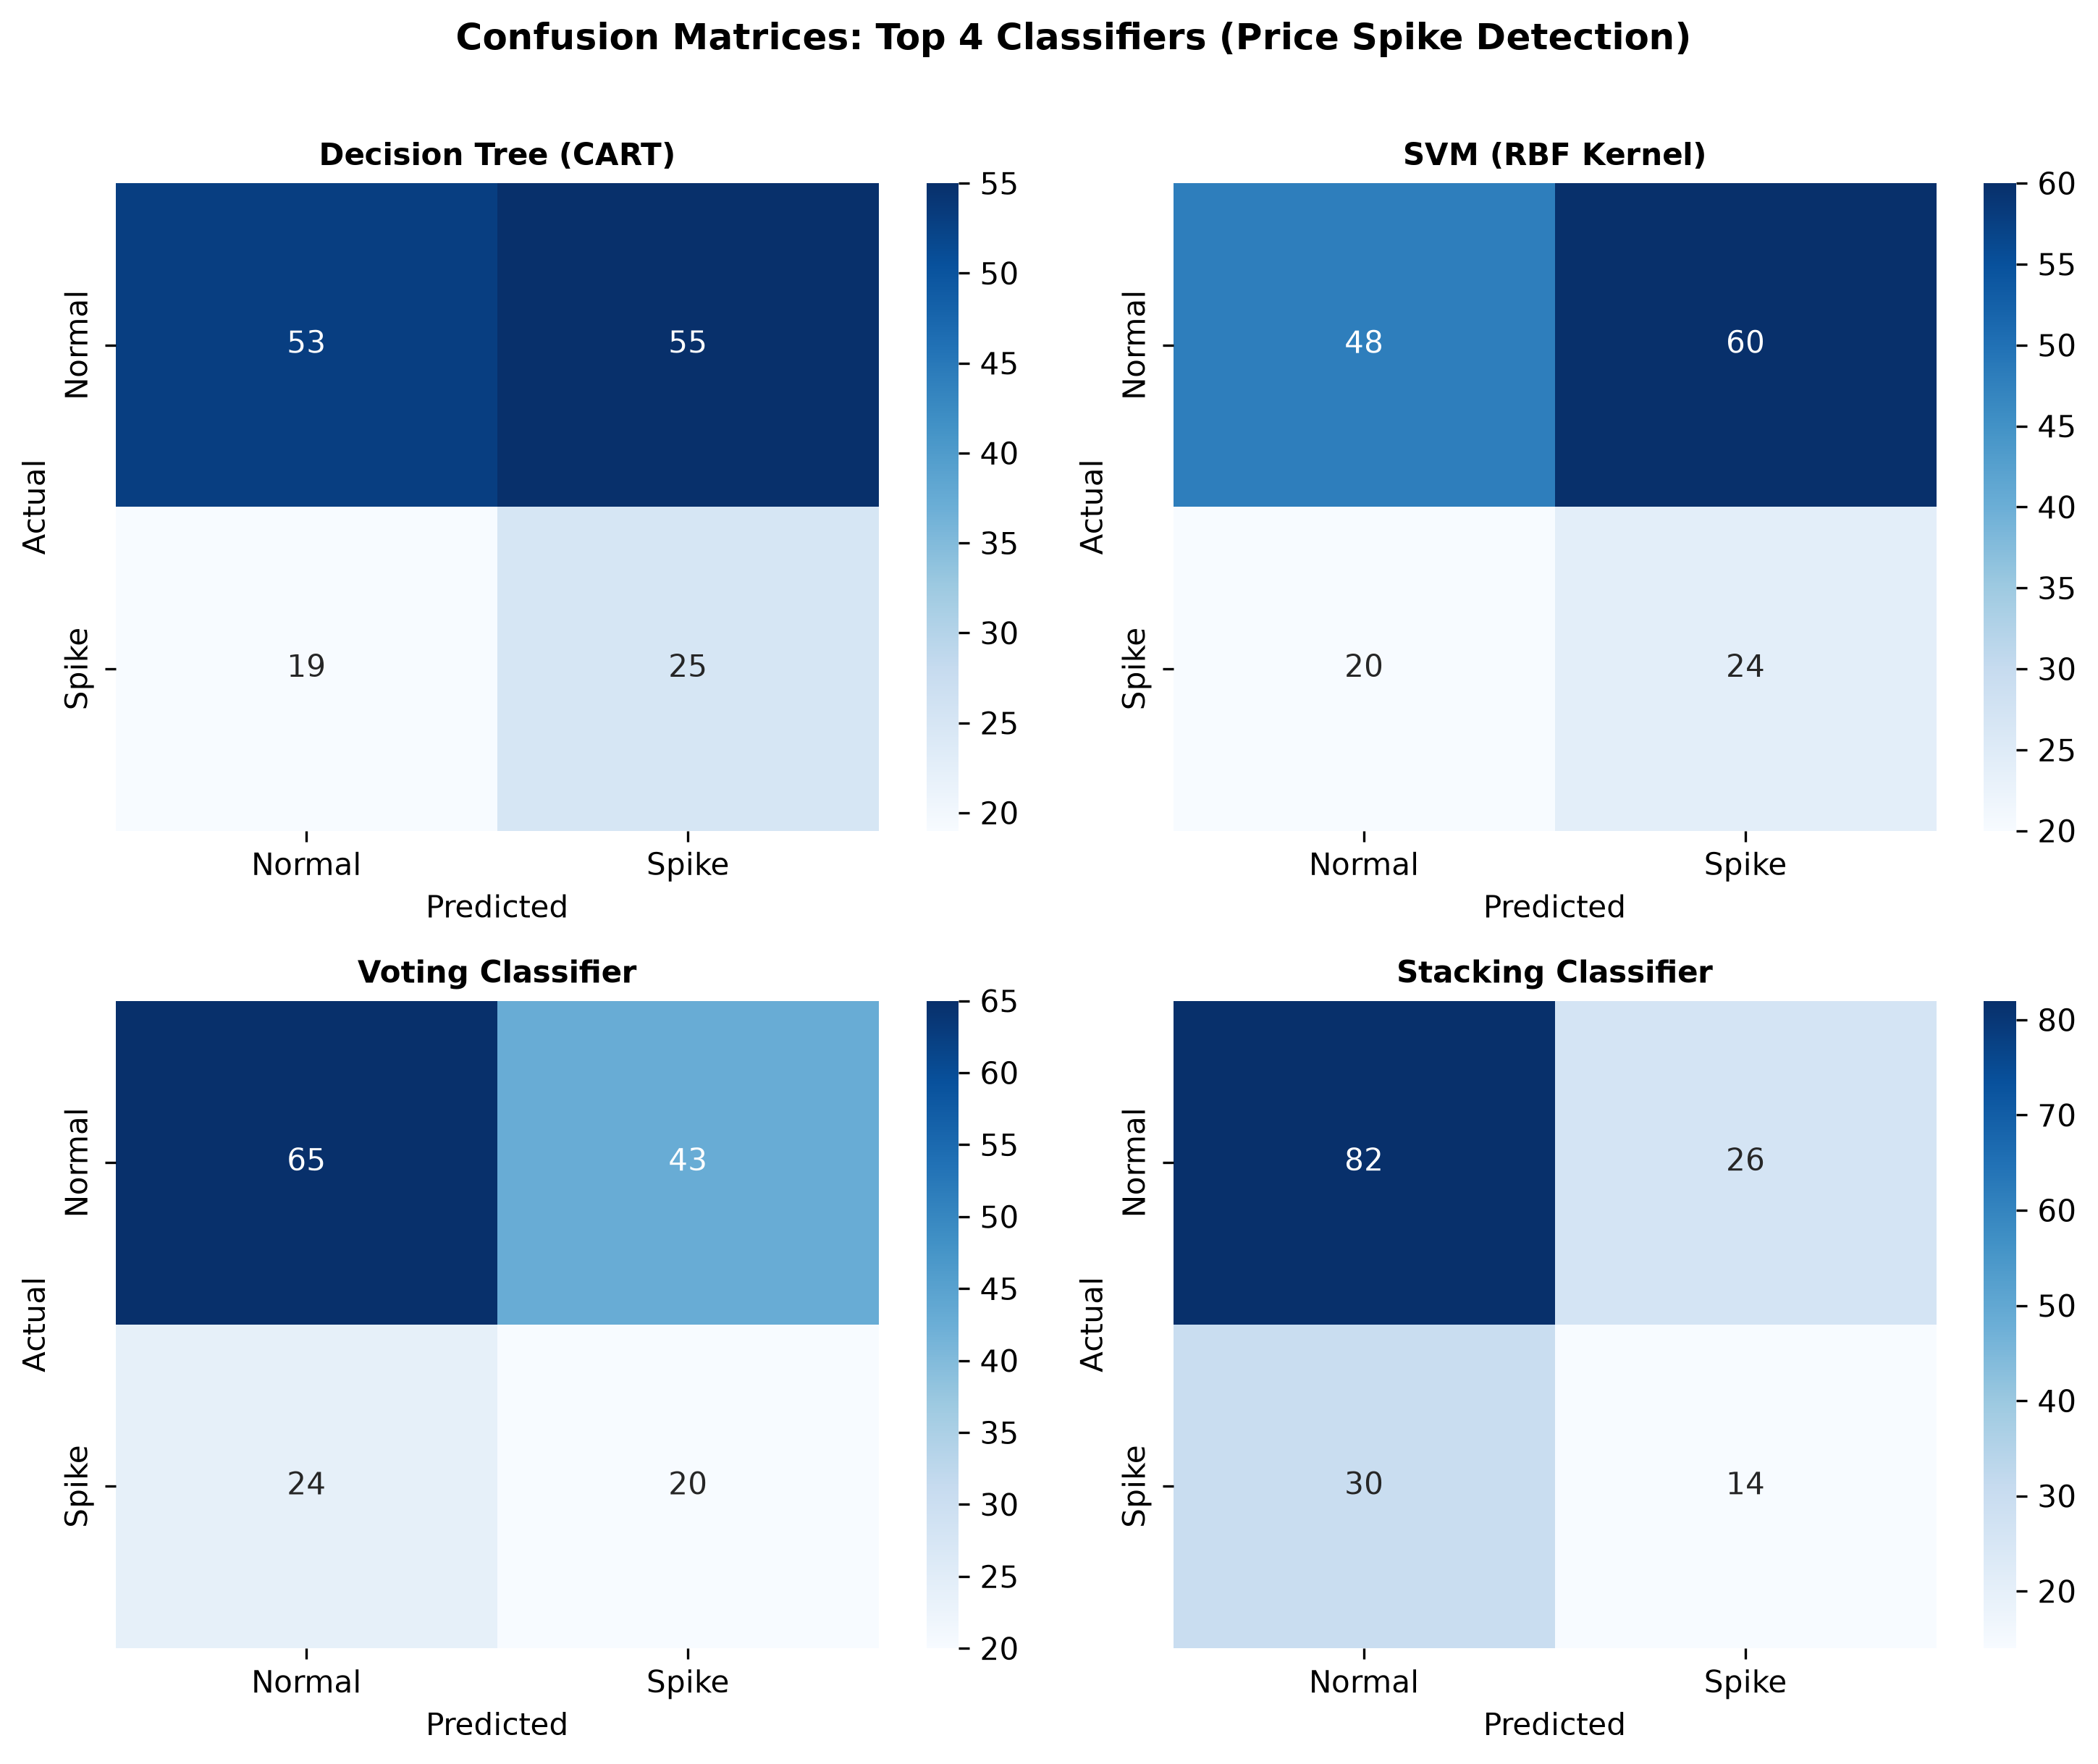 Confusion Matrices: Top 4 Classifiers (Price Spike Detection)
Decision Tree (CART)
Actual
Normal
Spike
53
55
19
25
Normal
Spike
Predicted
55
50
45
40
35
30
25
20
SVM (RBF Kernel)
Actual
Normal
Spike
48
60
20
24
Normal
Spike
Predicted
60
55
50
45
40
35
30
25
20
Voting Classifier
Actual
Normal
Spike
65
43
24
20
Normal
Spike
Predicted
65
60
55
50
45
40
35
30
25
20
Stacking Classifier
Actual
Normal
Spike
82
26
30
14
Normal
Spike
Predicted
80
70
60
50
40
30
20